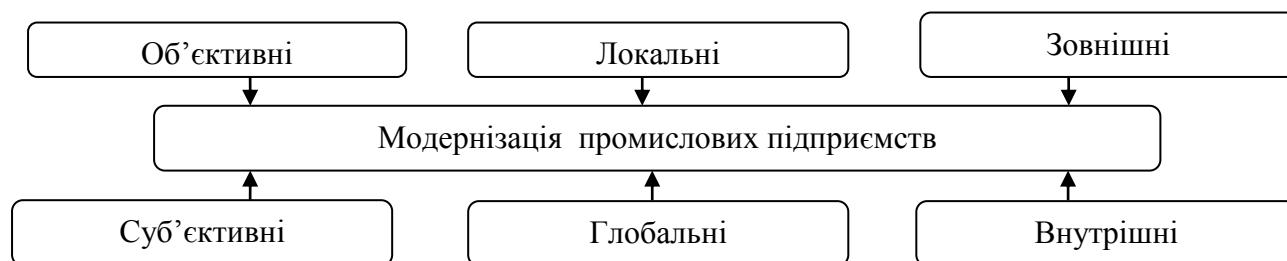 Об’єктивні
Локальні
Зовнішні
Модернізація промислових підприємств
Суб’єктивні
Глобальні
Внутрішні